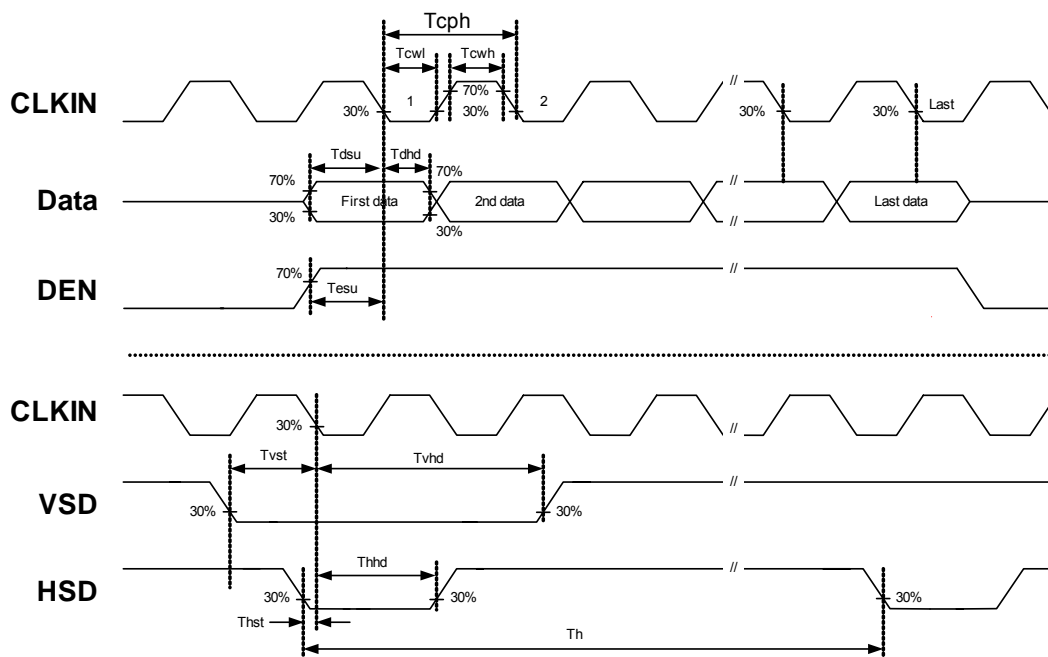 Tcph
Tcwl Tcwh
CLKIN 30% 1 70% 30% 2 // 30% 30% Last
Tdsu Tdhd
70% 70%
Data First data 2nd data // // Last data
30% 30%
70% //
DEN Tesu
CLKIN 30% //
Tvst Tvhd
VSD 30% 30% //
Thhd //
HSD 30% 30% 30%
Thst Th